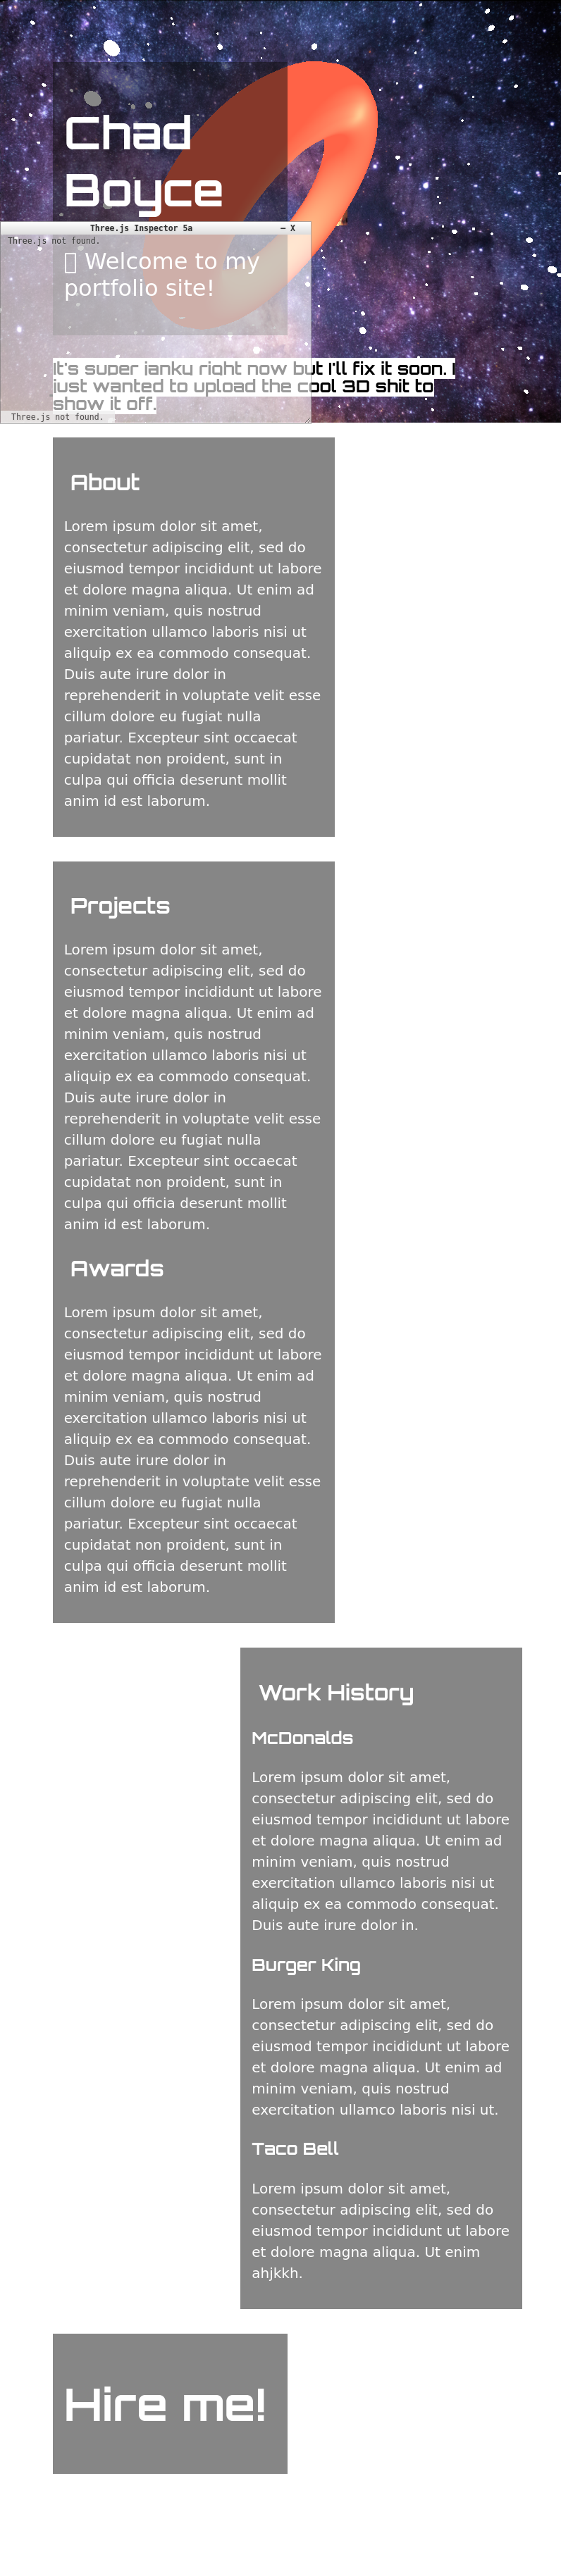 Chad
Boyce
Three.js Inspector 5a
– X
Three.js not found.
Welcome to my
portfolio site!
It's super janky right now but I'll fix it soon. I
just wanted to upload the cool 3D shit to
show it off.
Three.js not found.
About
Lorem ipsum dolor sit amet,
consectetur adipiscing elit, sed do
eiusmod tempor incididunt ut labore
et dolore magna aliqua. Ut enim ad
minim veniam, quis nostrud
exercitation ullamco laboris nisi ut
aliquip ex ea commodo consequat.
Duis aute irure dolor in
reprehenderit in voluptate velit esse
cillum dolore eu fugiat nulla
pariatur. Excepteur sint occaecat
cupidatat non proident, sunt in
culpa qui officia deserunt mollit
anim id est laborum.
Projects
Lorem ipsum dolor sit amet,
consectetur adipiscing elit, sed do
eiusmod tempor incididunt ut labore
et dolore magna aliqua. Ut enim ad
minim veniam, quis nostrud
exercitation ullamco laboris nisi ut
aliquip ex ea commodo consequat.
Duis aute irure dolor in
reprehenderit in voluptate velit esse
cillum dolore eu fugiat nulla
pariatur. Excepteur sint occaecat
cupidatat non proident, sunt in
culpa qui officia deserunt mollit
anim id est laborum.
Awards
Lorem ipsum dolor sit amet,
consectetur adipiscing elit, sed do
eiusmod tempor incididunt ut labore
et dolore magna aliqua. Ut enim ad
minim veniam, quis nostrud
exercitation ullamco laboris nisi ut
aliquip ex ea commodo consequat.
Duis aute irure dolor in
reprehenderit in voluptate velit esse
cillum dolore eu fugiat nulla
pariatur. Excepteur sint occaecat
cupidatat non proident, sunt in
culpa qui officia deserunt mollit
anim id est laborum.
Work History
McDonalds
Lorem ipsum dolor sit amet,
consectetur adipiscing elit, sed do
eiusmod tempor incididunt ut labore
et dolore magna aliqua. Ut enim ad
minim veniam, quis nostrud
exercitation ullamco laboris nisi ut
aliquip ex ea commodo consequat.
Duis aute irure dolor in.
Burger King
Lorem ipsum dolor sit amet,
consectetur adipiscing elit, sed do
eiusmod tempor incididunt ut labore
et dolore magna aliqua. Ut enim ad
minim veniam, quis nostrud
exercitation ullamco laboris nisi ut.
Taco Bell
Lorem ipsum dolor sit amet,
consectetur adipiscing elit, sed do
eiusmod tempor incididunt ut labore
et dolore magna aliqua. Ut enim
ahjkkh.
Hire me!